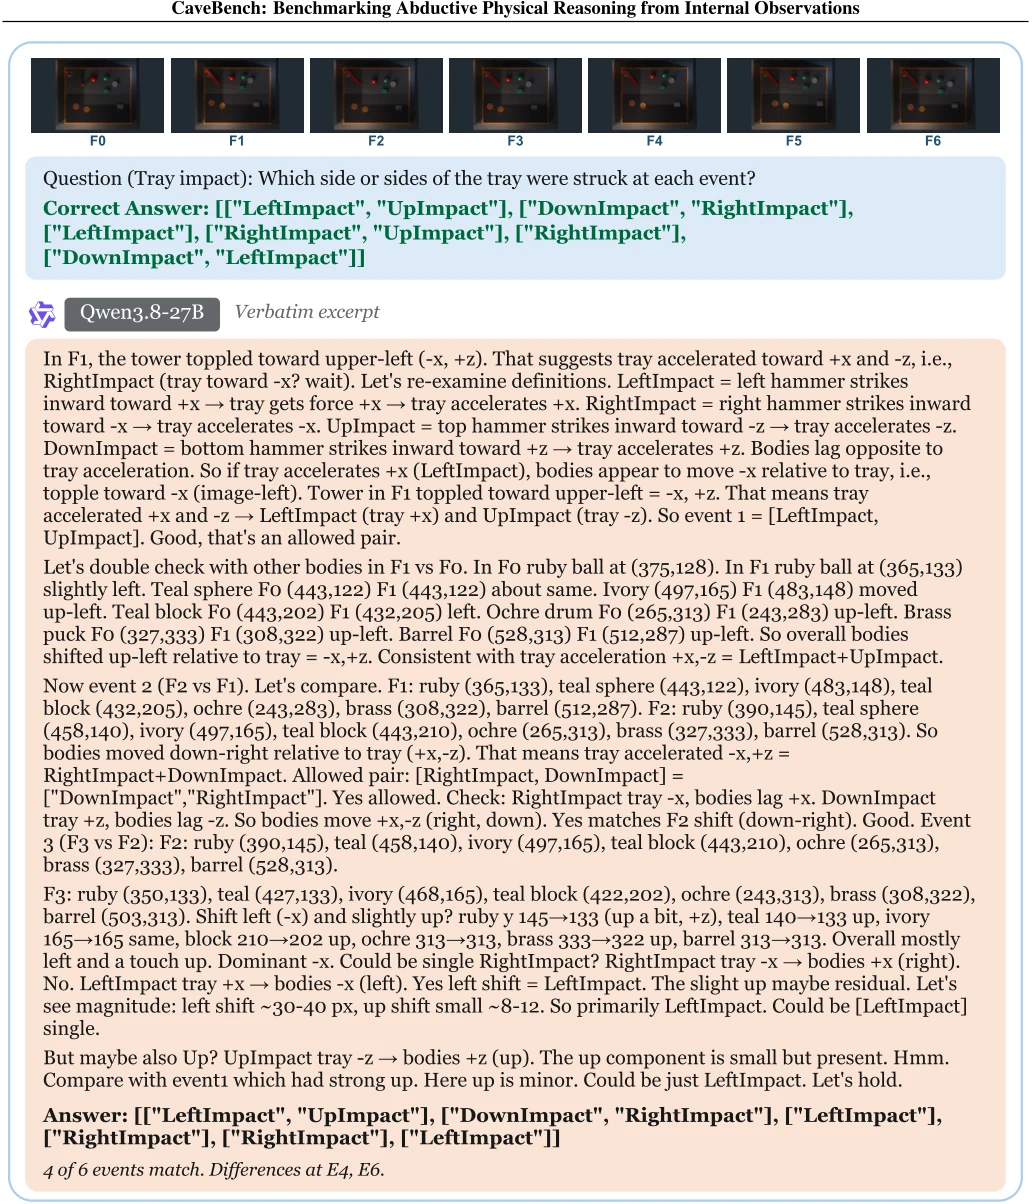 CaveBench: Benchmarking Abductive Physical Reasoning from Internal Observations
F0 F1 F2 F3 F4 F5 F6
Question (Tray impact): Which side or sides of the tray were struck at each event?
Correct Answer: [["LeftImpact", "UpImpact"], ["DownImpact", "RightImpact"],
["LeftImpact"], ["RightImpact", "UpImpact"], ["RightImpact"],
["DownImpact", "LeftImpact"]]
Qwen3.8-27B Verbatim excerpt
In F1, the tower toppled toward upper-left (-x, +z). That suggests tray accelerated toward +x and -z, i.e.,
RightImpact (tray toward -x? wait). Let's re-examine definitions. LeftImpact = left hammer strikes
inward toward +x → tray gets force +x → tray accelerates +x. RightImpact = right hammer strikes inward
toward -x → tray accelerates -x. UpImpact = top hammer strikes inward toward -z → tray accelerates -z.
DownImpact = bottom hammer strikes inward toward +z → tray accelerates +z. Bodies lag opposite to
tray acceleration. So if tray accelerates +x (LeftImpact), bodies appear to move -x relative to tray, i.e.,
topple toward -x (image-left). Tower in F1 toppled toward upper-left = -x, +z. That means tray
accelerated +x and -z → LeftImpact (tray +x) and UpImpact (tray -z). So event 1 = [LeftImpact,
UpImpact]. Good, that's an allowed pair.
Let's double check with other bodies in F1 vs F0. In F0 ruby ball at (375,128). In F1 ruby ball at (365,133)
slightly left. Teal sphere F0 (443,122) F1 (443,122) about same. Ivory (497,165) F1 (483,148) moved
up-left. Teal block F0 (443,202) F1 (432,205) left. Ochre drum F0 (265,313) F1 (243,283) up-left. Brass
puck F0 (327,333) F1 (308,322) up-left. Barrel F0 (528,313) F1 (512,287) up-left. So overall bodies
shifted up-left relative to tray = -x,+z. Consistent with tray acceleration +x,-z = LeftImpact+UpImpact.
Now event 2 (F2 vs F1). Let's compare. F1: ruby (365,133), teal sphere (443,122), ivory (483,148), teal
block (432,205), ochre (243,283), brass (308,322), barrel (512,287). F2: ruby (390,145), teal sphere
(458,140), ivory (497,165), teal block (443,210), ochre (265,313), brass (327,333), barrel (528,313). So
bodies moved down-right relative to tray (+x,-z). That means tray accelerated -x,+z =
RightImpact+DownImpact. Allowed pair: [RightImpact, DownImpact] =
["DownImpact","RightImpact"]. Yes allowed. Check: RightImpact tray -x, bodies lag +x. DownImpact
tray +z, bodies lag -z. So bodies move +x,-z (right, down). Yes matches F2 shift (down-right). Good. Event
3 (F3 vs F2): F2: ruby (390,145), teal (458,140), ivory (497,165), teal block (443,210), ochre (265,313),
brass (327,333), barrel (528,313).
F3: ruby (350,133), teal (427,133), ivory (468,165), teal block (422,202), ochre (243,313), brass (308,322),
barrel (503,313). Shift left (-x) and slightly up? ruby y 145→133 (up a bit, +z), teal 140→133 up, ivory
165→165 same, block 210→202 up, ochre 313→313, brass 333→322 up, barrel 313→313. Overall mostly
left and a touch up. Dominant -x. Could be single RightImpact? RightImpact tray -x → bodies +x (right).
No. LeftImpact tray +x → bodies -x (left). Yes left shift = LeftImpact. The slight up maybe residual. Let's
see magnitude: left shift ~30-40 px, up shift small ~8-12. So primarily LeftImpact. Could be [LeftImpact]
single.
But maybe also Up? UpImpact tray -z → bodies +z (up). The up component is small but present. Hmm.
Compare with event1 which had strong up. Here up is minor. Could be just LeftImpact. Let's hold.
Answer: [["LeftImpact", "UpImpact"], ["DownImpact", "RightImpact"], ["LeftImpact"],
["RightImpact"], ["RightImpact"], ["LeftImpact"]]
4 of 6 events match. Differences at E4, E6.